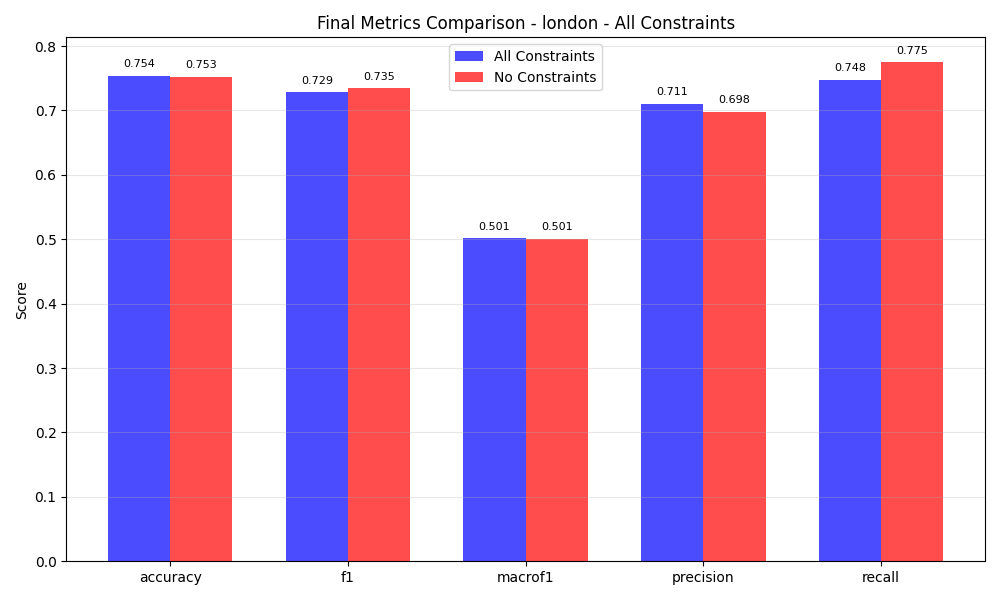 Final Metrics Comparison - london - All Constraints
All Constraints
No Constraints
Score
0.8
0.7
0.6
0.5
0.4
0.3
0.2
0.1
0.0
0.754
0.753
0.729
0.735
0.501
0.501
0.711
0.698
0.748
0.775
accuracy
f1
macrof1
precision
recall